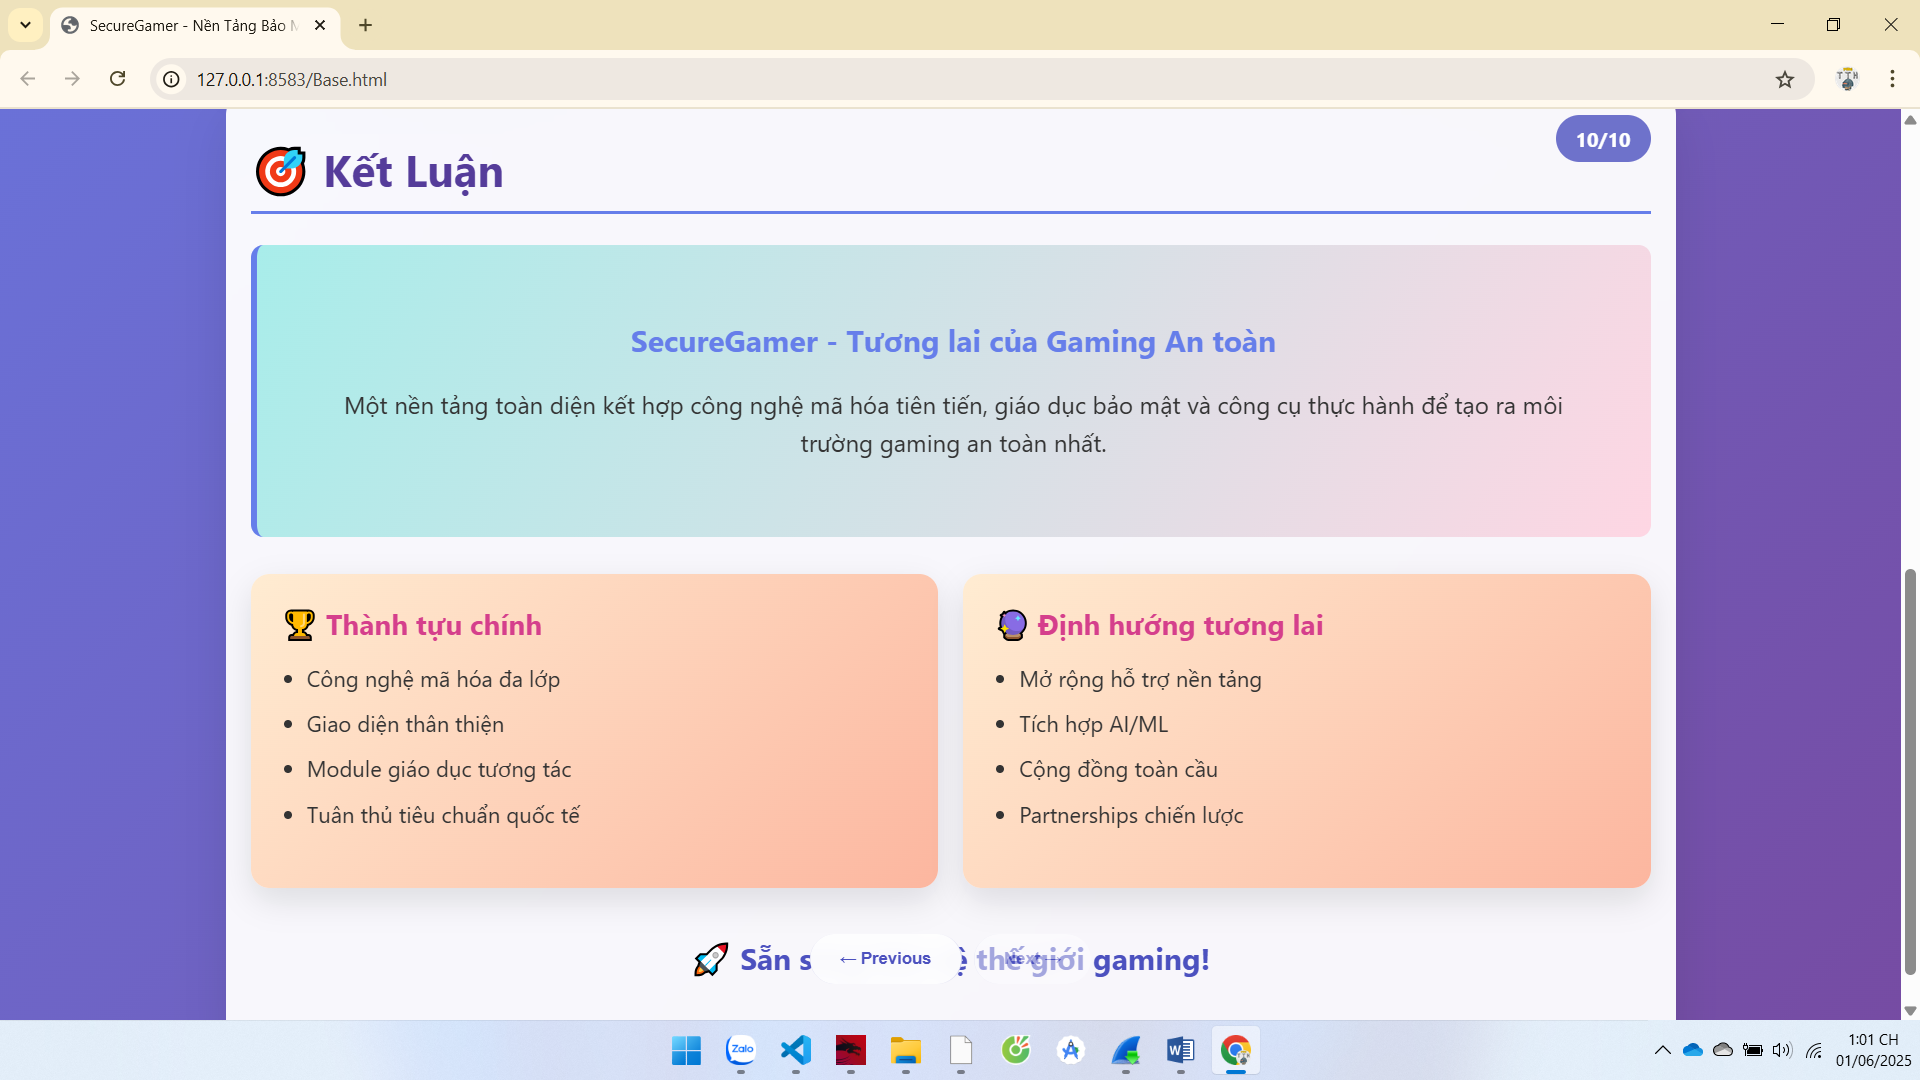 SecureGamer - Nền Tảng Bảo M
127.0.0.1:8583/Base.html
10/10
Kết Luận
SecureGamer - Tương lai của Gaming An toàn
Một nền tảng toàn diện kết hợp công nghệ mã hóa tiên tiến, giáo dục bảo mật và công cụ thực hành để tạo ra môi
trường gaming an toàn nhất.
Thành tựu chính
• Công nghệ mã hóa đa lớp
• Giao diện thân thiện
• Module giáo dục tương tác
• Tuân thủ tiêu chuẩn quốc tế
Định hướng tương lai
• Mở rộng hỗ trợ nền tảng
• Tích hợp AI/ML
• Cộng đồng toàn cầu
• Partnerships chiến lược
Sẵn s
thế giới gaming!
← Previous
Next →
Zalo
1:01 CH
01/06/2025